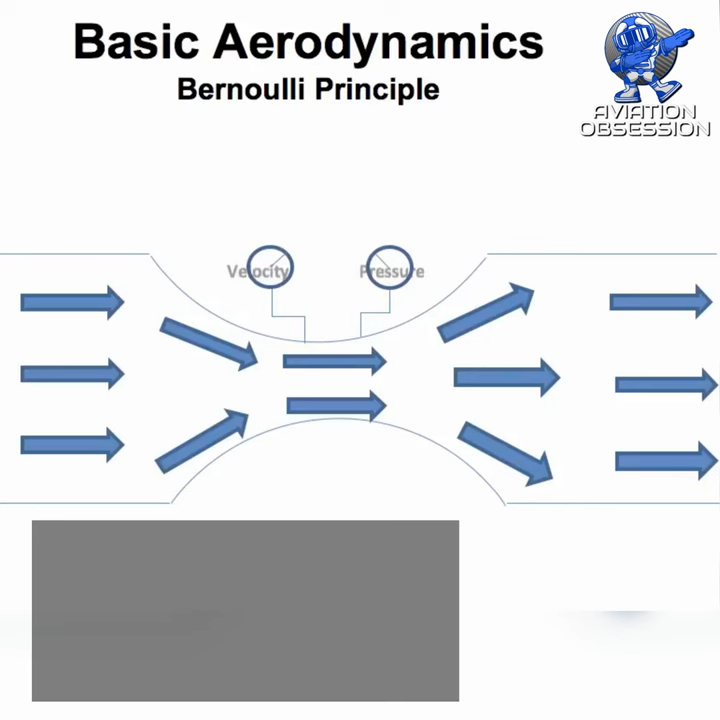 Basic Aerodynamics
Bernoulli Principle
AVIATION
OBSESSION
Velocity
Pressure